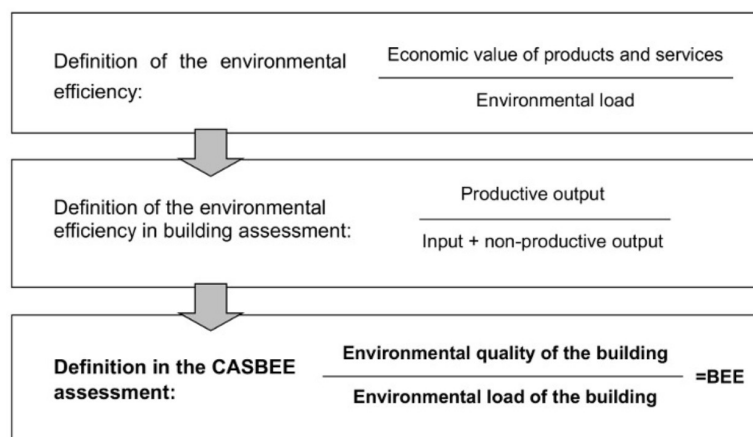 Definition of the environmental
efficiency:
Economic value of products and services
Environmental load
Definition of the environmental
efficiency in building assessment:
Productive output
Input + non-productive output
Definition in the CASBEE
assessment:
Environmental quality of the building
Environmental load of the building
=BEE